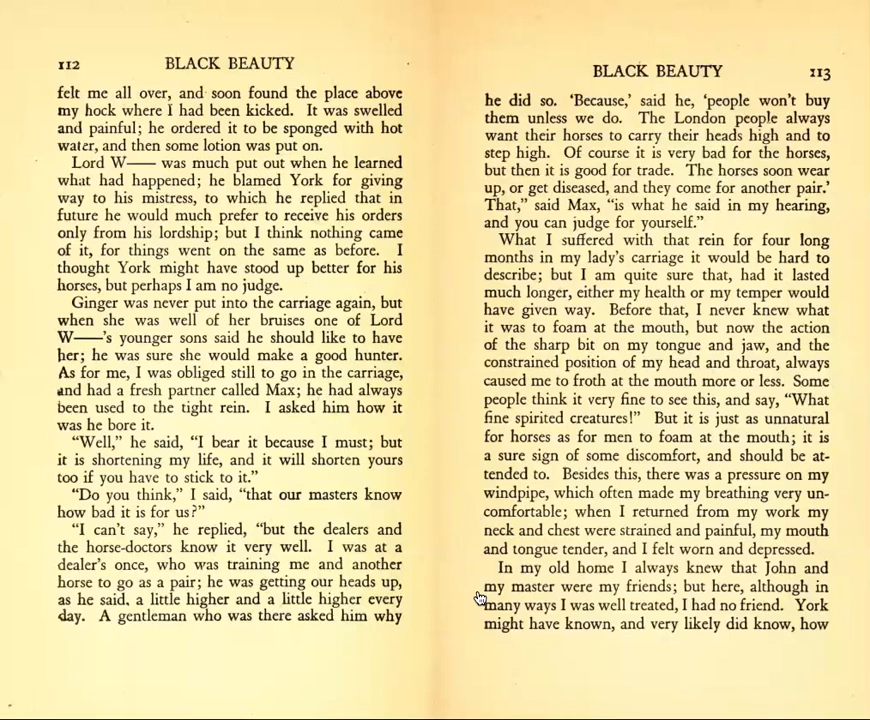 112 BLACK BEAUTY
felt me all over, and soon found the place above
my hock where I had been kicked. It was swelled
and painful; he ordered it to be sponged with hot
water, and then some lotion was put on.
Lord W—— was much put out when he learned
what had happened; he blamed York for giving
way to his mistress, to which he replied that in
future he would much prefer to receive his orders
only from his lordship; but I think nothing came
of it, for things went on the same as before. I
thought York might have stood up better for his
horses, but perhaps I am no judge.
Ginger was never put into the carriage again, but
when she was well of her bruises one of Lord
W——'s younger sons said he should like to have
her; he was sure she would make a good hunter.
As for me, I was obliged still to go in the carriage,
and had a fresh partner called Max; he had always
been used to the tight rein. I asked him how it
was he bore it.
“Well,” he said, “I bear it because I must; but
it is shortening my life, and it will shorten yours
too if you have to stick to it.”
“Do you think,” I said, “that our masters know
how bad it is for us?”
“I can't say,” he replied, “but the dealers and
the horse-doctors know it very well. I was at a
dealer's once, who was training me and another
horse to go as a pair; he was getting our heads up,
as he said, a little higher and a little higher every
day. A gentleman who was there asked him why
BLACK BEAUTY 113
he did so. ‘Because,’ said he, ‘people won't buy
them unless we do. The London people always
want their horses to carry their heads high and to
step high. Of course it is very bad for the horses,
but then it is good for trade. The horses soon wear
up, or get diseased, and they come for another pair.’
That,” said Max, “is what he said in my hearing,
and you can judge for yourself.”
What I suffered with that rein for four long
months in my lady's carriage it would be hard to
describe; but I am quite sure that, had it lasted
much longer, either my health or my temper would
have given way. Before that, I never knew what
it was to foam at the mouth, but now the action
of the sharp bit on my tongue and jaw, and the
constrained position of my head and throat, always
caused me to froth at the mouth more or less. Some
people think it very fine to see this, and say, “What
fine spirited creatures!” But it is just as unnatural
for horses as for men to foam at the mouth; it is
a sure sign of some discomfort, and should be at-
tended to. Besides this, there was a pressure on my
windpipe, which often made my breathing very un-
comfortable; when I returned from my work my
neck and chest were strained and painful, my mouth
and tongue tender, and I felt worn and depressed.
In my old home I always knew that John and
my master were my friends; but here, although in
many ways I was well treated, I had no friend. York
might have known, and very likely did know, how